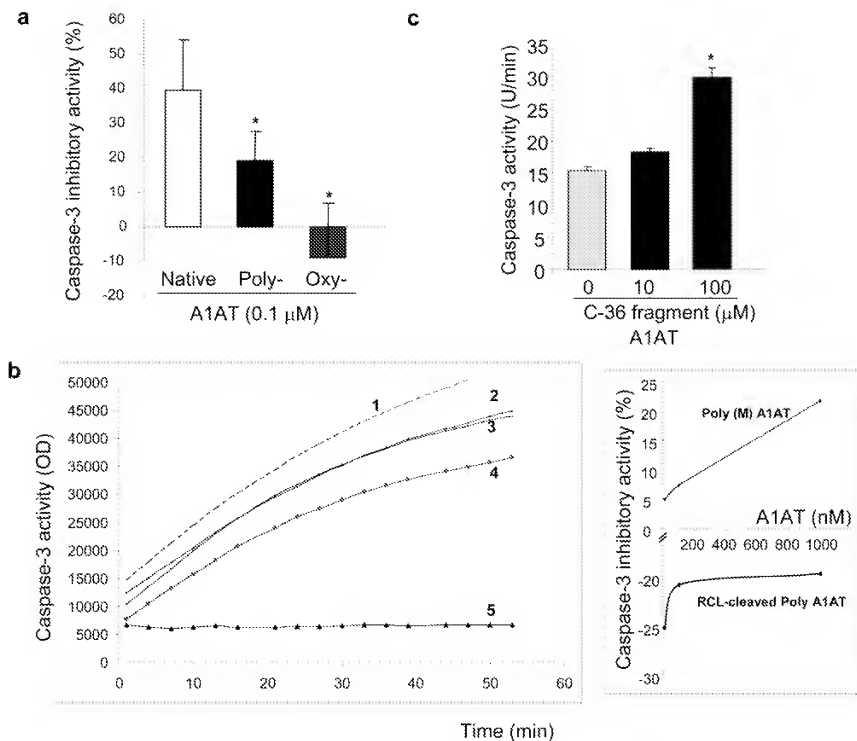 a
Caspase-3 inhibitory activity (%)
60
50
40
30
20
10
0
-10
-20
*
*
Native Poly- Oxy-
A1AT (0.1 µM)
c
Caspase-3 activity (U/min)
35
30
25
20
15
10
5
0
*
0 10 100
C-36 fragment (µM)
A1AT
b
Caspase-3 activity (OD)
50000
45000
40000
35000
30000
25000
20000
15000
10000
5000
0
1
2
3
4
5
0 10 20 30 40 50 60
Time (min)
Caspase-3 inhibitory activity (%)
25
20
15
10
5
0
-20
-25
-30
Poly (M) A1AT
A1AT (nM)
200 400 600 800 1000
RCL-cleaved Poly A1AT